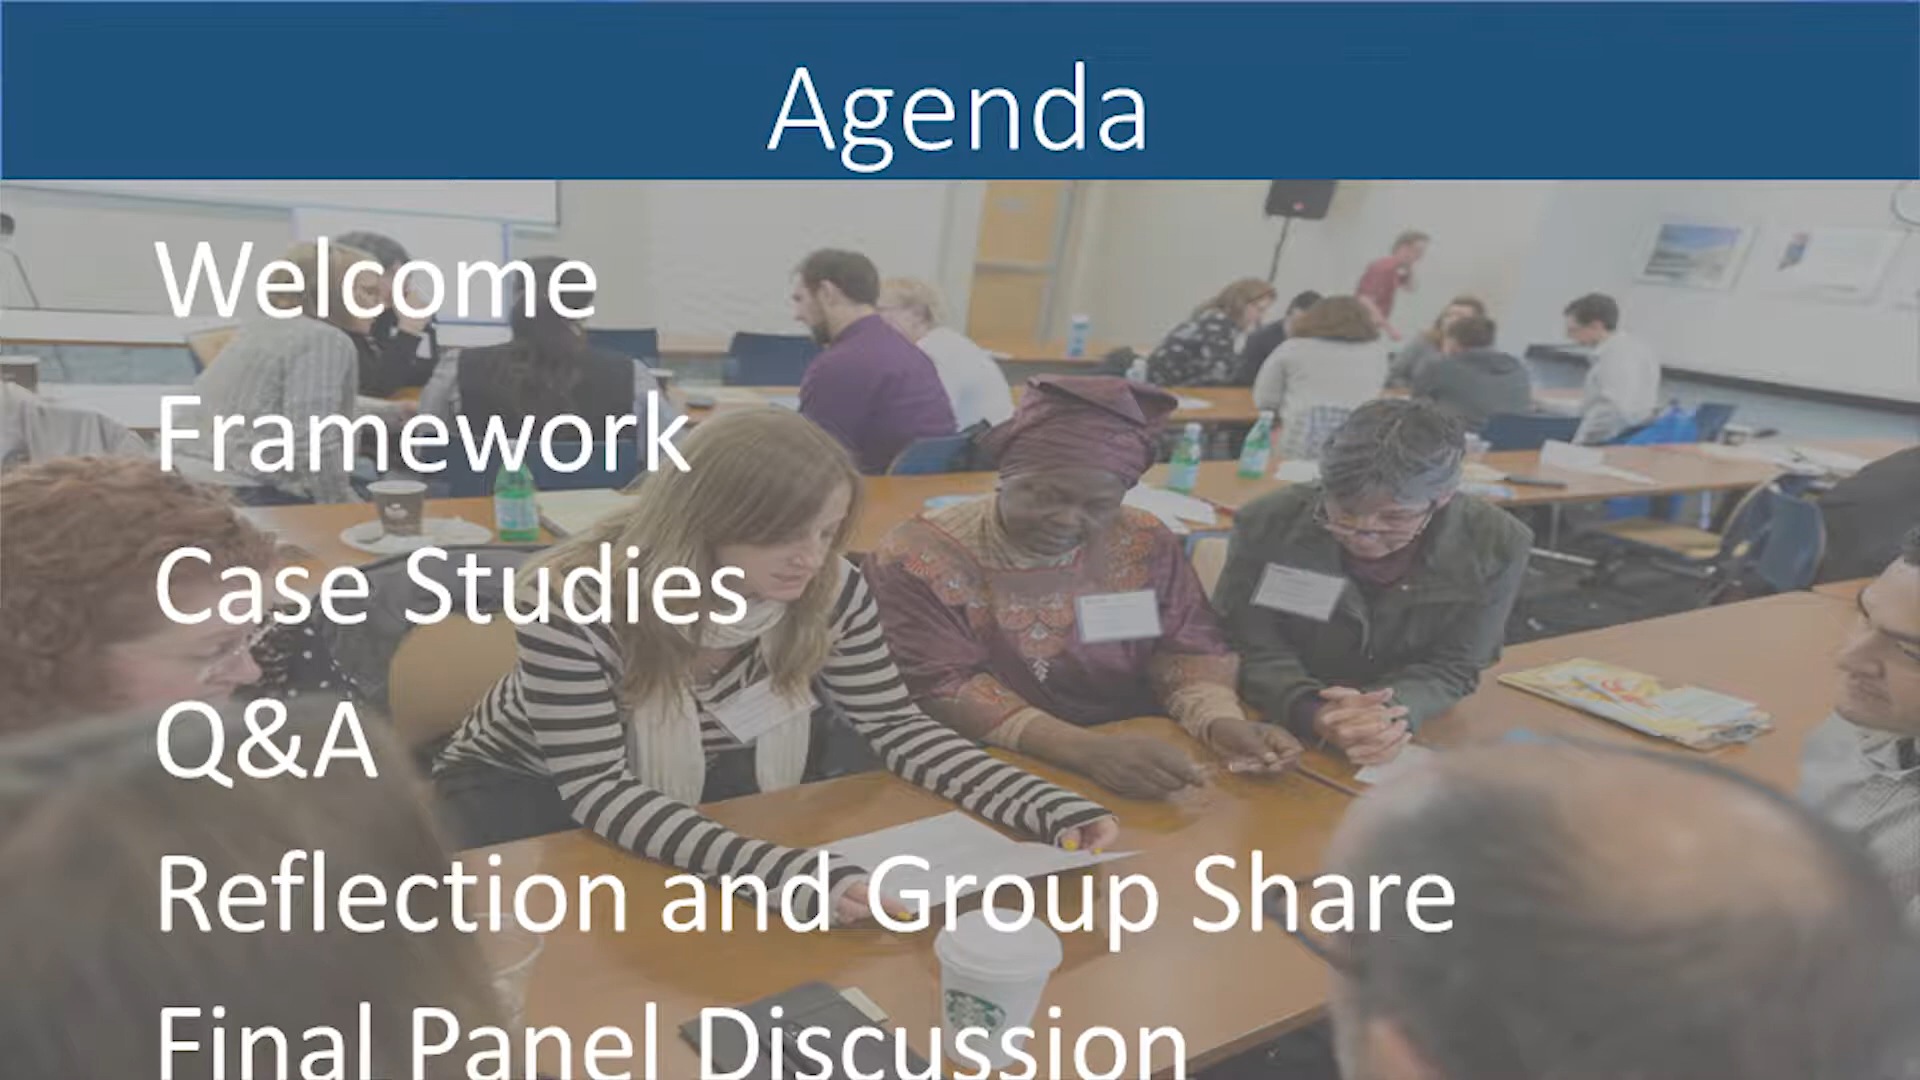 Agenda
Welcome
Framework
Case Studies
Q&A
Reflection and Group Share
Final Panel Discussion